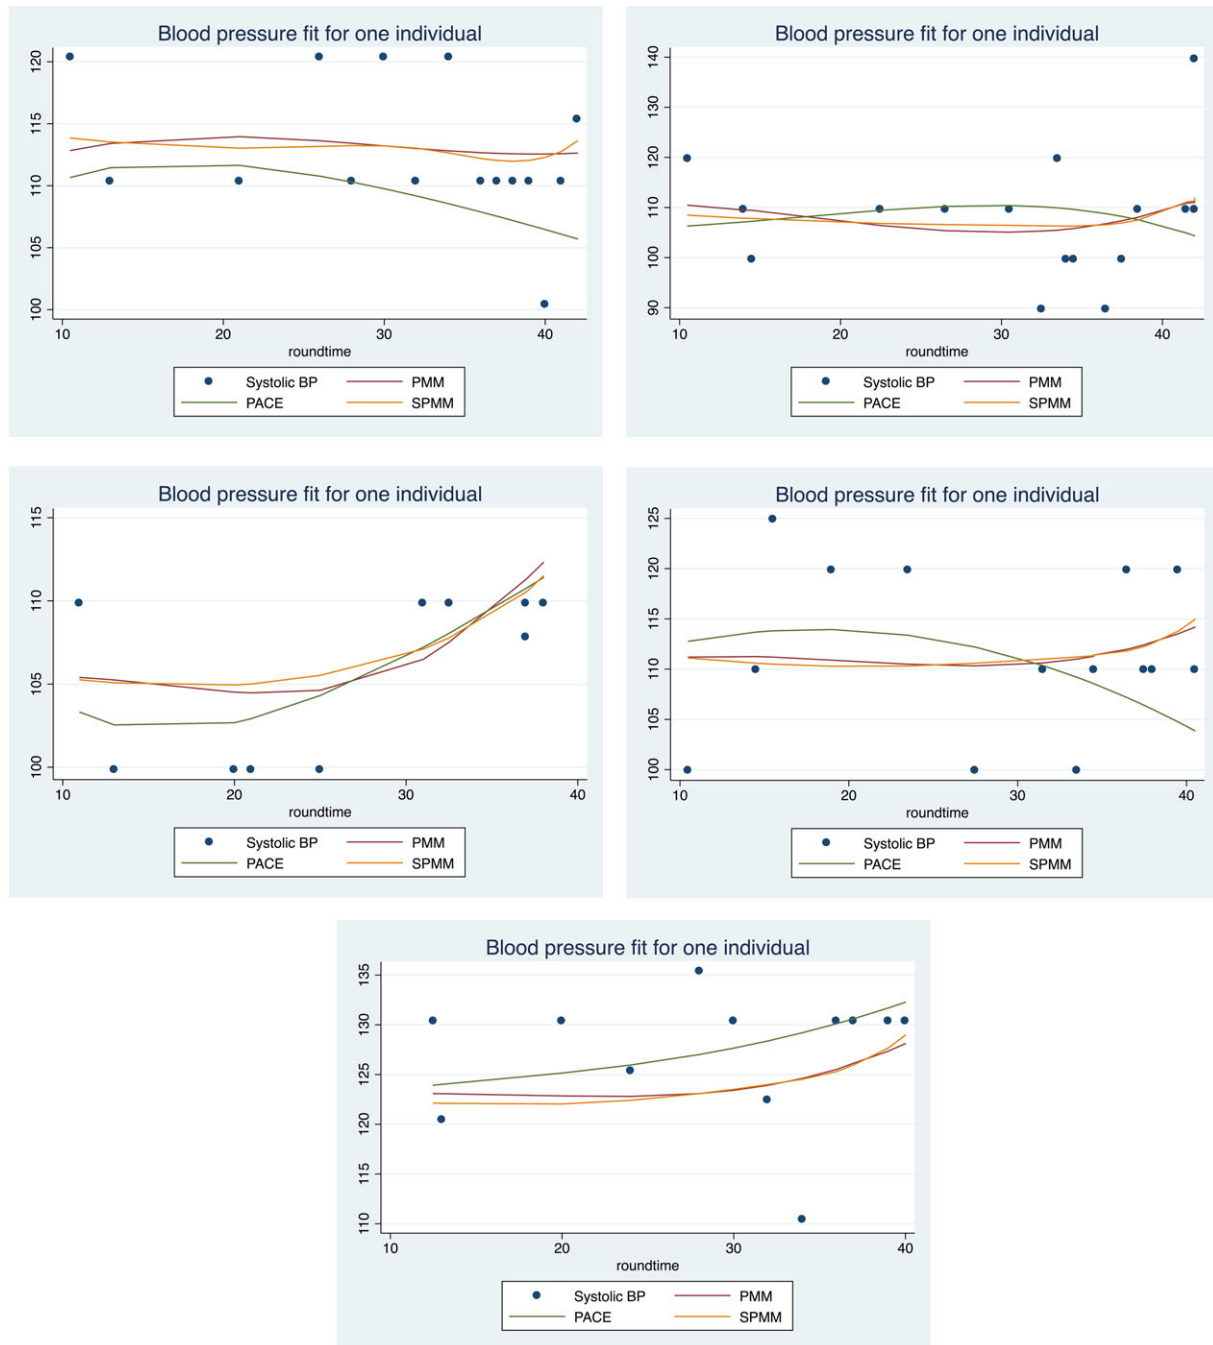 Blood pressure fit for one individual
120
115
110
105
100
10 20 30 40
roundtime
Systolic BP PMM
PACE SPMM
Blood pressure fit for one individual
140
130
120
110
100
90
10 20 30 40
roundtime
Systolic BP PMM
PACE SPMM
Blood pressure fit for one individual
115
110
105
100
10 20 30 40
roundtime
Systolic BP PMM
PACE SPMM
Blood pressure fit for one individual
125
120
115
110
105
100
10 20 30 40
roundtime
Systolic BP PMM
PACE SPMM
Blood pressure fit for one individual
135
130
125
120
115
110
10 20 30 40
roundtime
Systolic BP PMM
PACE SPMM